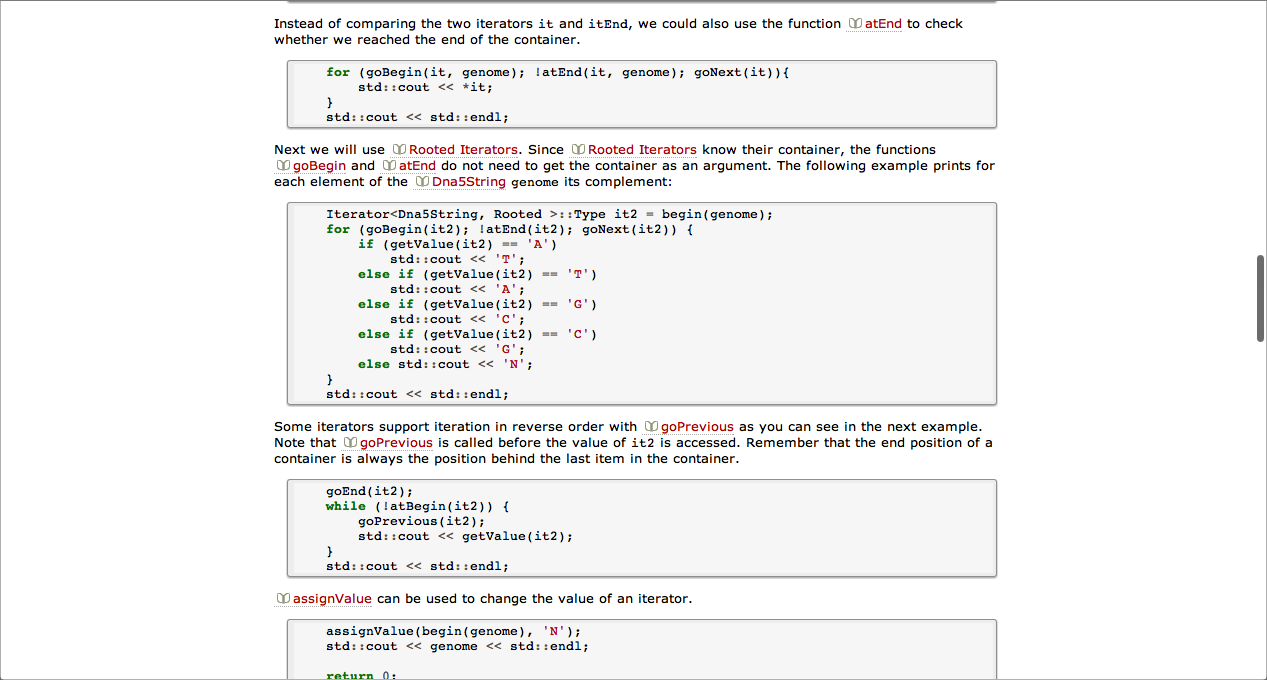 Instead of comparing the two iterators it and itEnd, we could also use the function atEnd to check
whether we reached the end of the container.
for (goBegin(it, genome); !atEnd(it, genome); goNext(it)){
std::cout << *it;
}
std::cout << std::endl;
Next we will use Rooted Iterators. Since Rooted Iterators know their container, the functions
goBegin and atEnd do not need to get the container as an argument. The following example prints for
each element of the Dna5String genome its complement:
Iterator<Dna5String, Rooted >::Type it2 = begin(genome);
for (goBegin(it2); !atEnd(it2); goNext(it2)) {
if (getValue(it2) == 'A')
std::cout << 'T';
else if (getValue(it2) == 'T')
std::cout << 'A';
else if (getValue(it2) == 'G')
std::cout << 'C';
else if (getValue(it2) == 'C')
std::cout << 'G';
else std::cout << 'N';
}
std::cout << std::endl;
Some iterators support iteration in reverse order with goPrevious as you can see in the next example.
Note that goPrevious is called before the value of it2 is accessed. Remember that the end position of a
container is always the position behind the last item in the container.
goEnd(it2);
while (!atBegin(it2)) {
goPrevious(it2);
std::cout << getValue(it2);
}
std::cout << std::endl;
assignValue can be used to change the value of an iterator.
assignValue(begin(genome), 'N');
std::cout << genome << std::endl;
return 0;